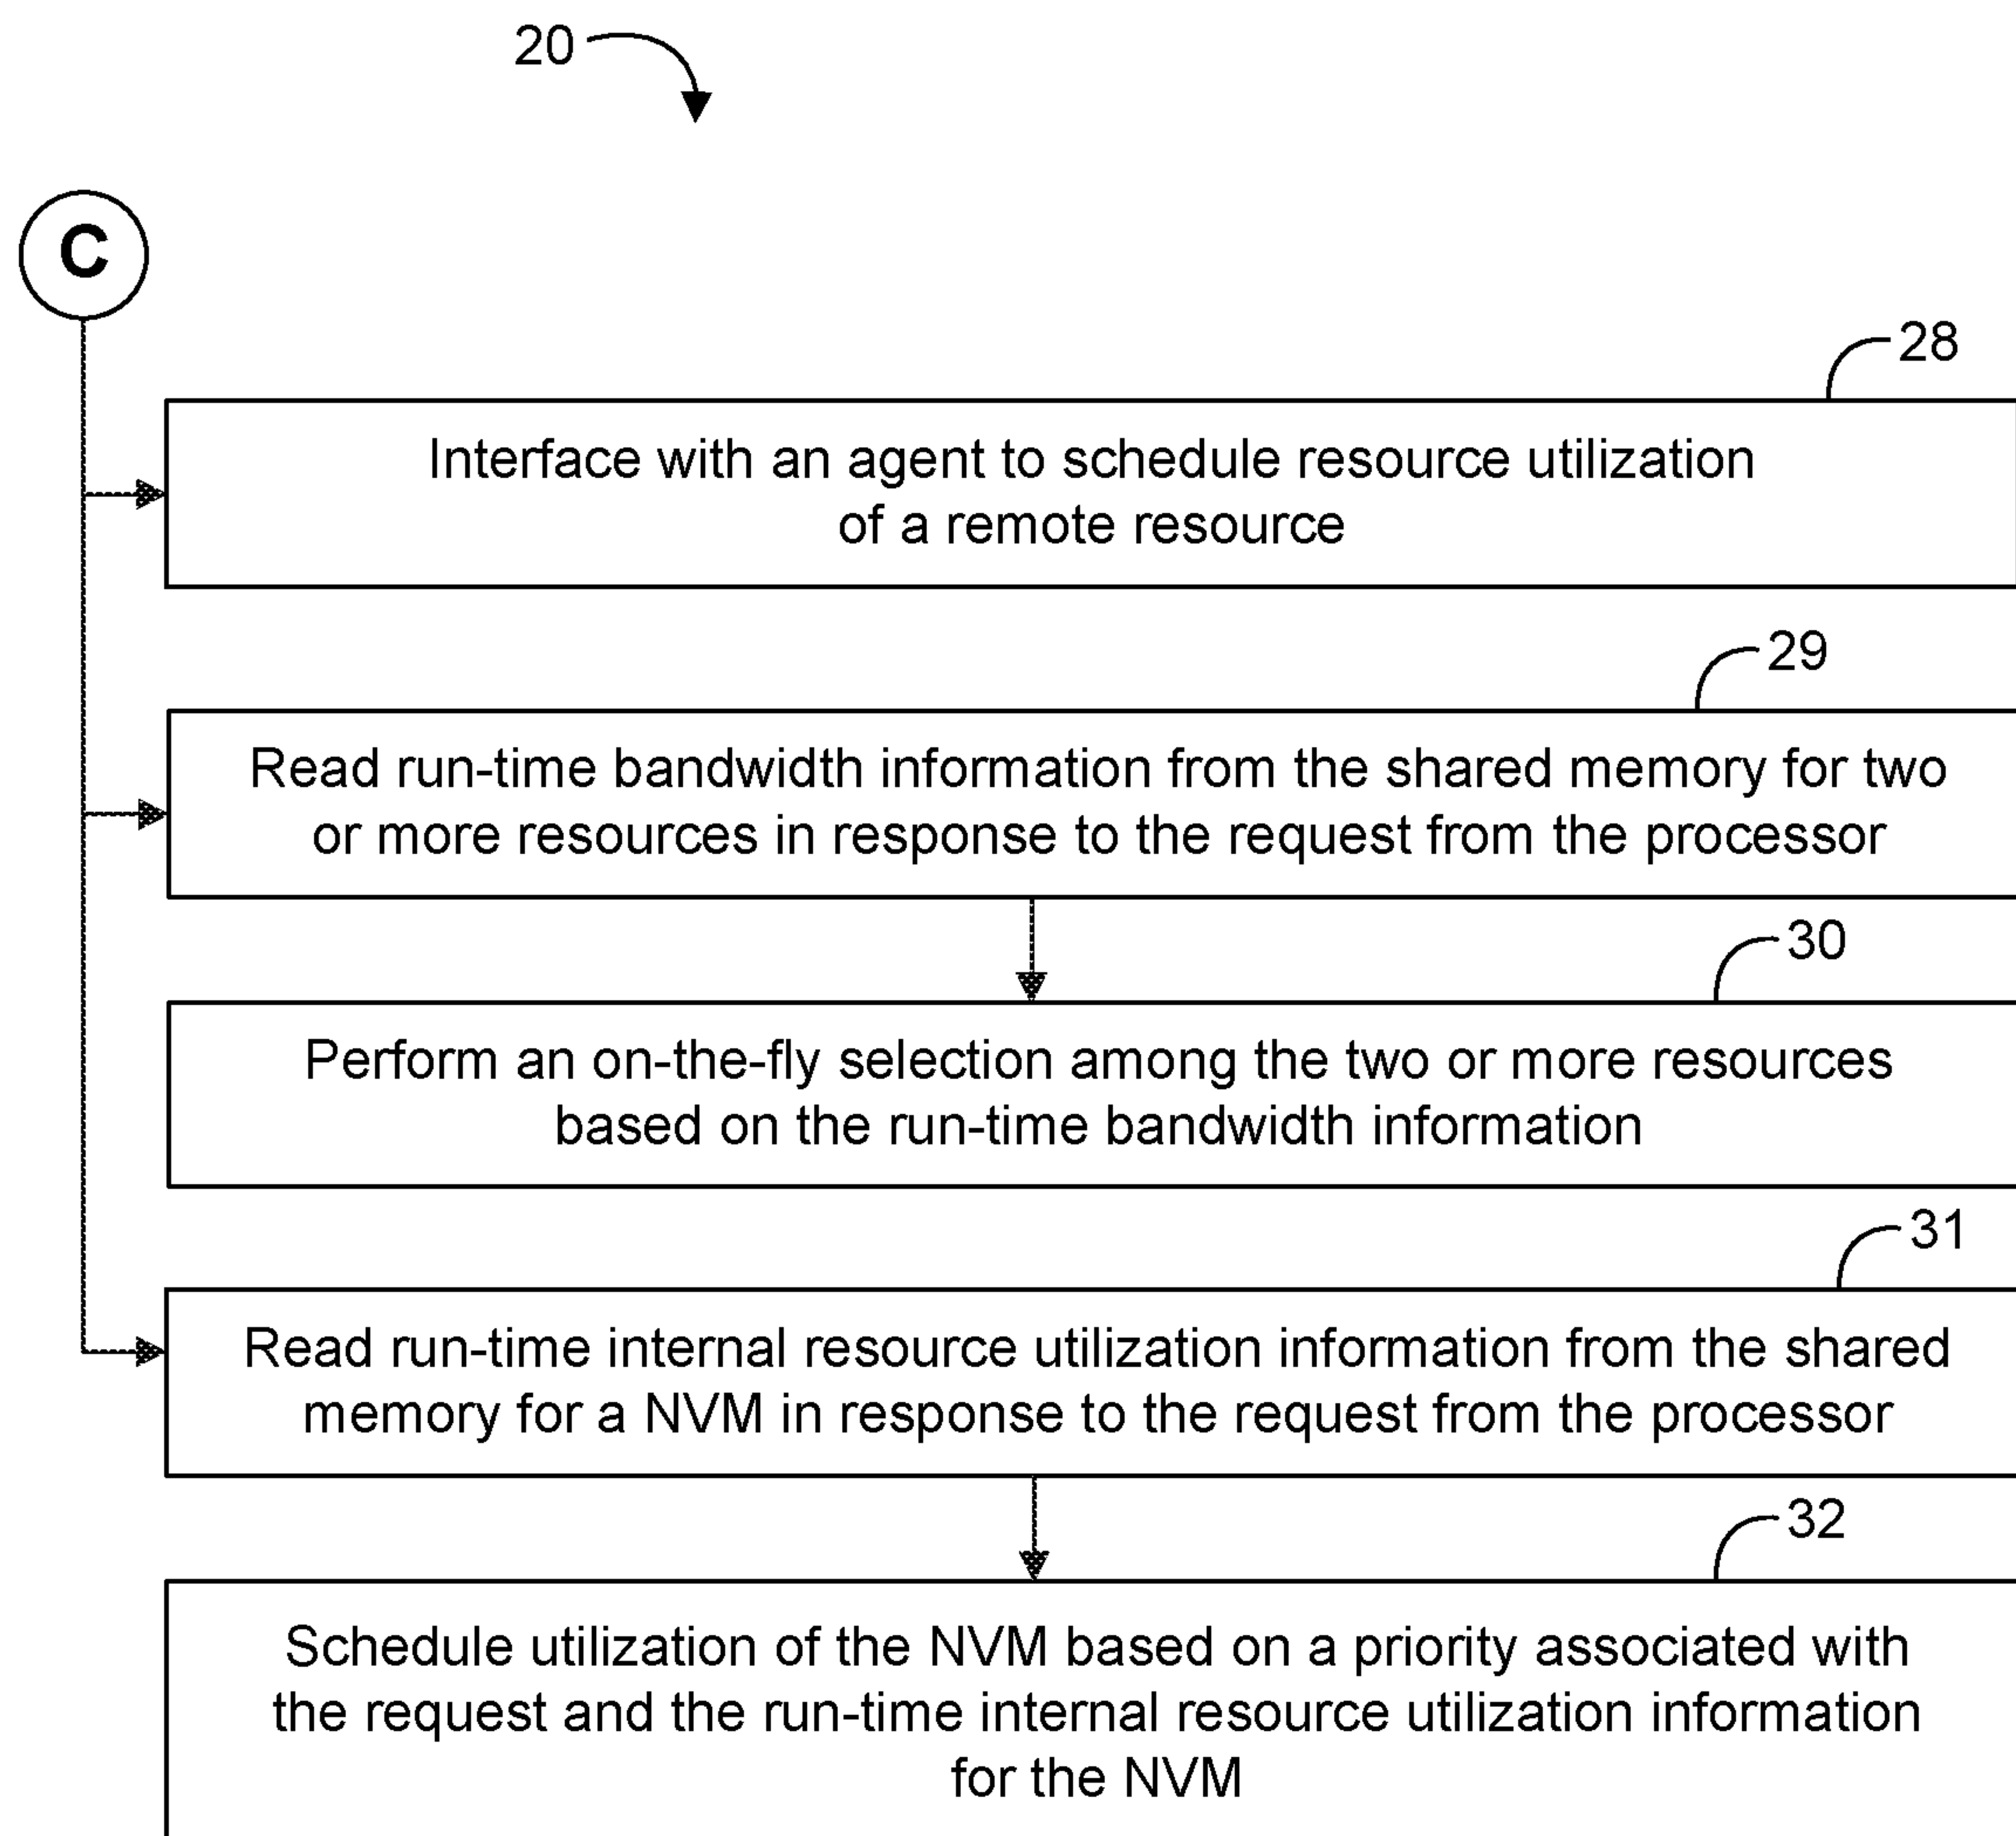 20
C
28
Interface with an agent to schedule resource utilization
of a remote resource
29
Read run-time bandwidth information from the shared memory for two
or more resources in response to the request from the processor
30
Perform an on-the-fly selection among the two or more resources
based on the run-time bandwidth information
31
Read run-time internal resource utilization information from the shared
memory for a NVM in response to the request from the processor
32
Schedule utilization of the NVM based on a priority associated with
the request and the run-time internal resource utilization information
for the NVM